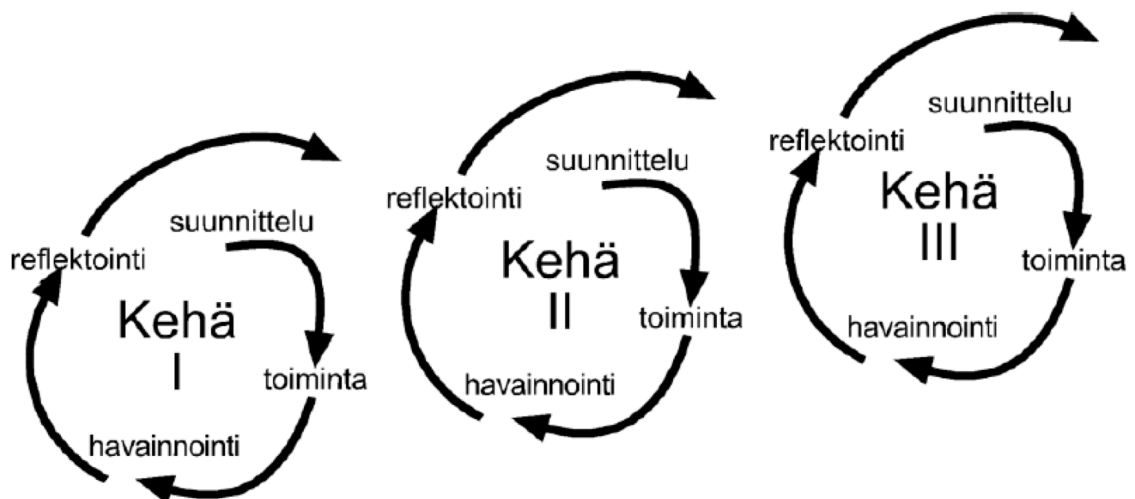 suunnittelu
reflektointi
Kehä
I
toiminta
havainnointi
suunnittelu
reflektointi
Kehä
II
toiminta
havainnointi
suunnittelu
reflektointi
Kehä
III
toiminta
havainnointi